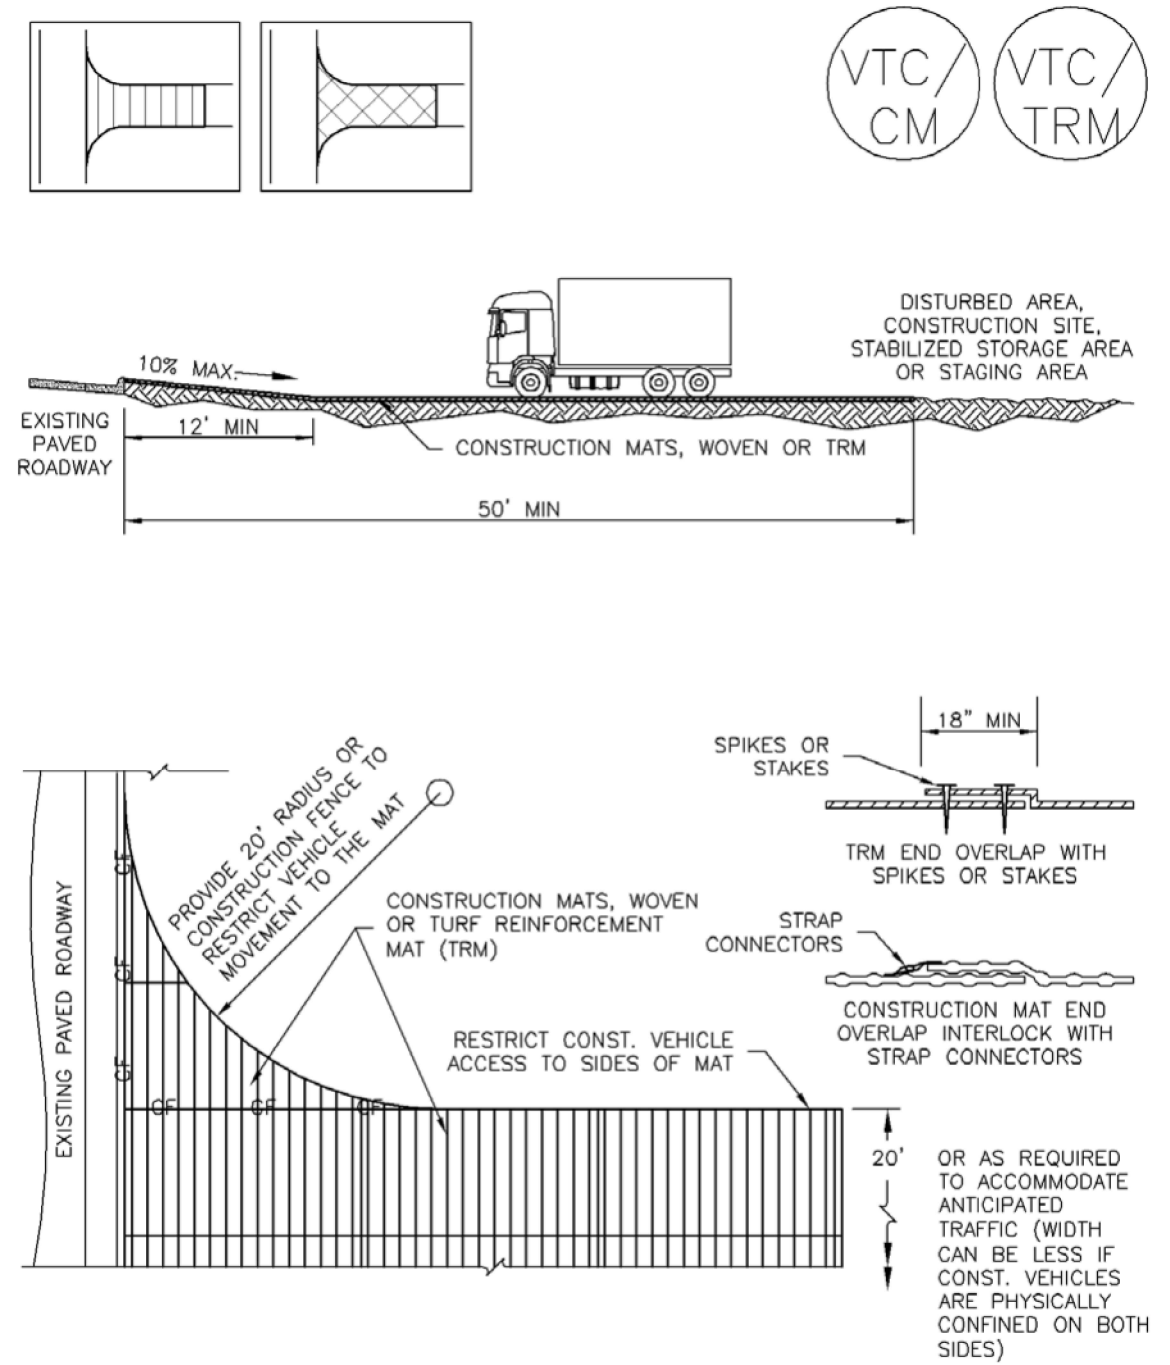 VTC/
CM
VTC/
TRM
DISTURBED AREA,
CONSTRUCTION SITE,
STABILIZED STORAGE AREA
OR STAGING AREA
10% MAX.
EXISTING
PAVED
ROADWAY
12' MIN
CONSTRUCTION MATS, WOVEN OR TRM
50' MIN
18" MIN
SPIKES OR
STAKES
TRM END OVERLAP WITH
SPIKES OR STAKES
PROVIDE 20' RADIUS OR
CONSTRUCTION FENCE TO
RESTRICT VEHICLE
MOVEMENT TO THE MAT
CONSTRUCTION MATS, WOVEN
OR TURF REINFORCEMENT
MAT (TRM)
STRAP
CONNECTORS
CONSTRUCTION MAT END
OVERLAP INTERLOCK WITH
STRAP CONNECTORS
RESTRICT CONST. VEHICLE
ACCESS TO SIDES OF MAT
EXISTING PAVED ROADWAY
CF
CF
CF
CF
CF
CF
20'
OR AS REQUIRED
TO ACCOMMODATE
ANTICIPATED
TRAFFIC (WIDTH
CAN BE LESS IF
CONST. VEHICLES
ARE PHYSICALLY
CONFINED ON BOTH
SIDES)